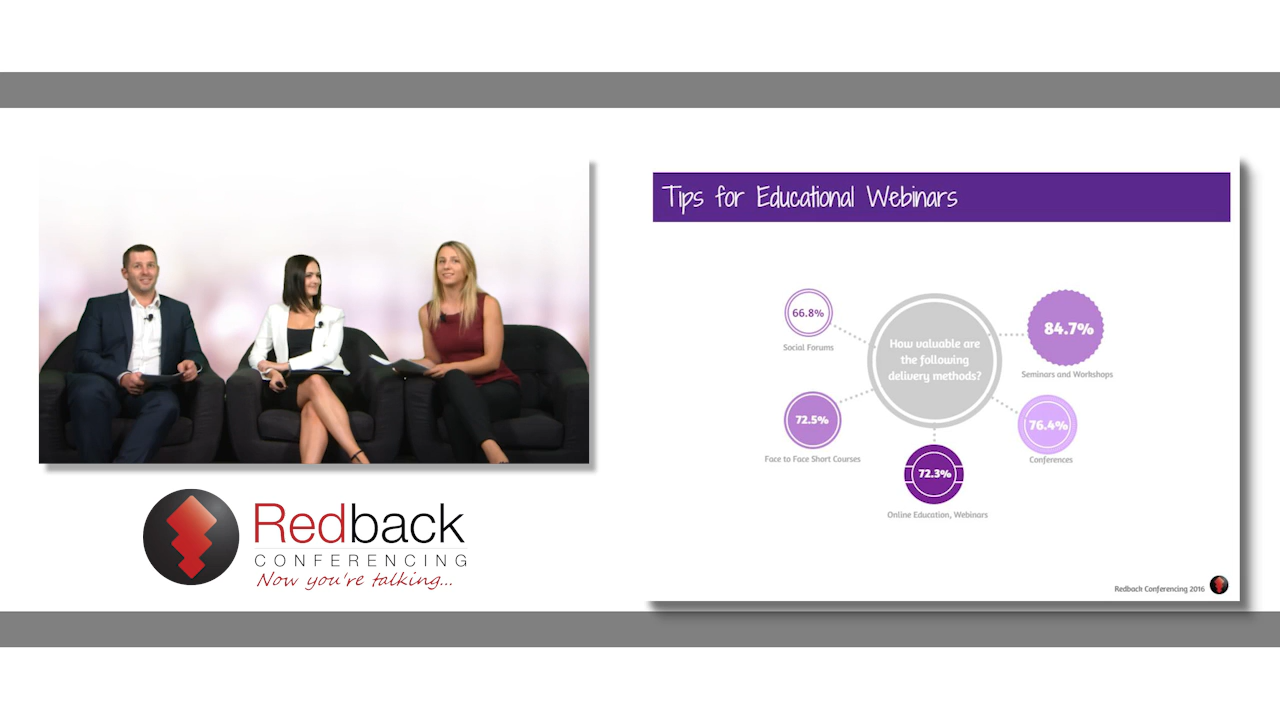 Tips for Educational Webinars
66.8%
Social Forums
How valuable are
the following
delivery methods?
84.7%
Seminars and Workshops
72.5%
Face to Face Short Courses
76.4%
Conferences
72.3%
Online Education, Webinars
Redback Conferencing 2016
Redback
CONFERENCING
Now you're talking...